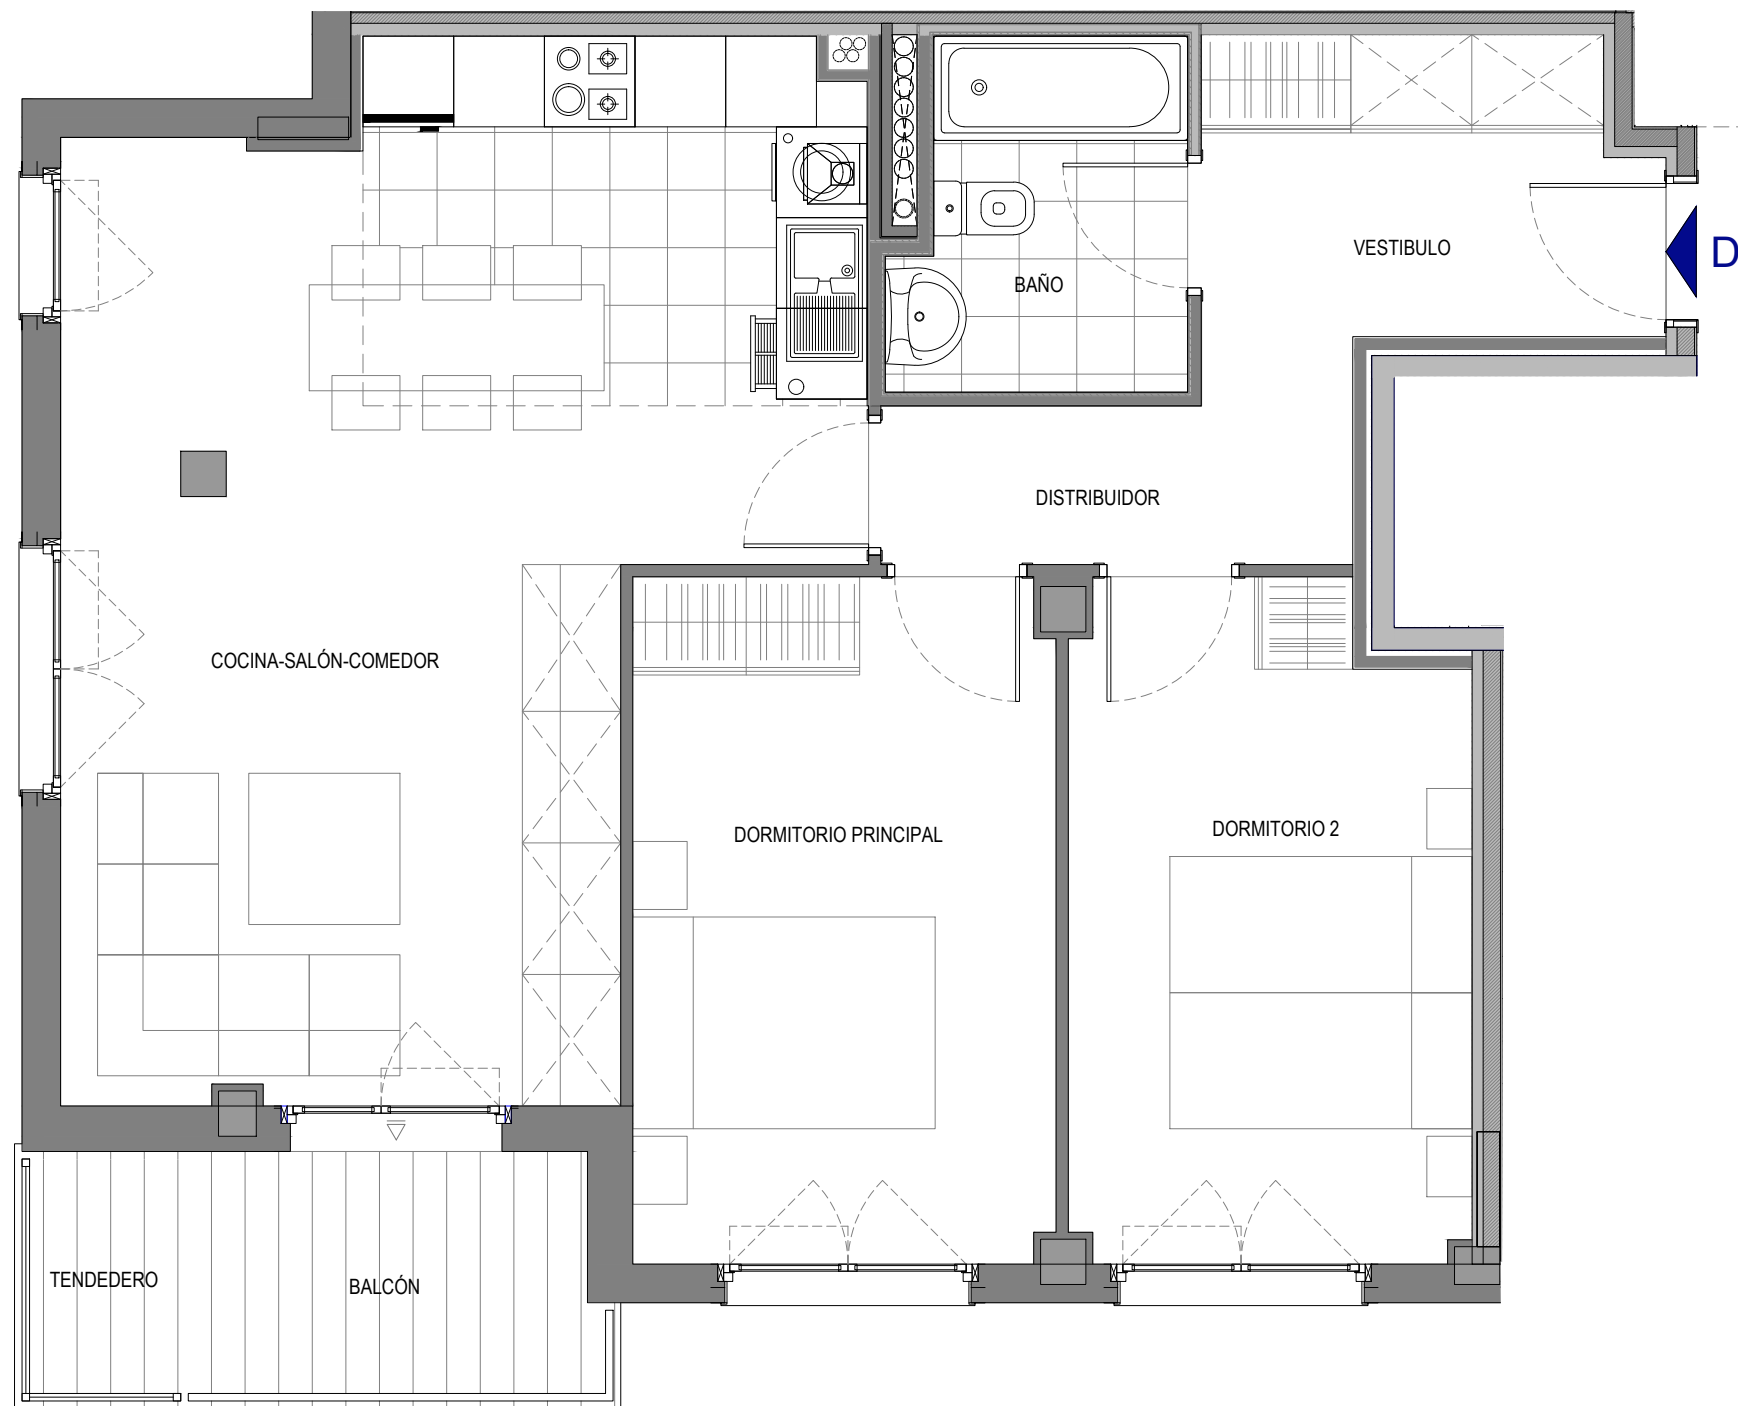 VESTIBULO
D
BAÑO
DISTRIBUIDOR
COCINA-SALÓN-COMEDOR
DORMITORIO PRINCIPAL
DORMITORIO 2
TENDEDERO
BALCÓN